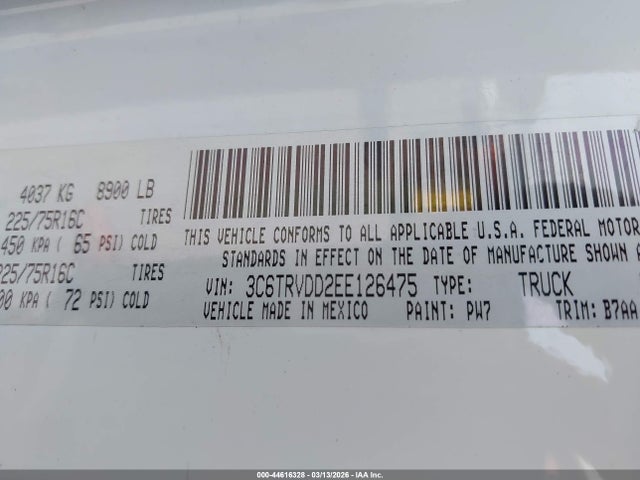 4037 KG 8900 LB
225/75R16C TIRES
450 KPA ( 65 PSI) COLD
225/75R16C TIRES
00 KPA ( 72 PSI) COLD
THIS VEHICLE CONFORMS TO ALL APPLICABLE U.S.A. FEDERAL MOTOR
STANDARDS IN EFFECT ON THE DATE OF MANUFACTURE SHOWN A
VIN: 3C6TRVDD2EE126475 TYPE: TRUCK
VEHICLE MADE IN MEXICO PAINT: PW7 TRIM: B7AA
000-44616328 - 03/13/2026 - IAA Inc.